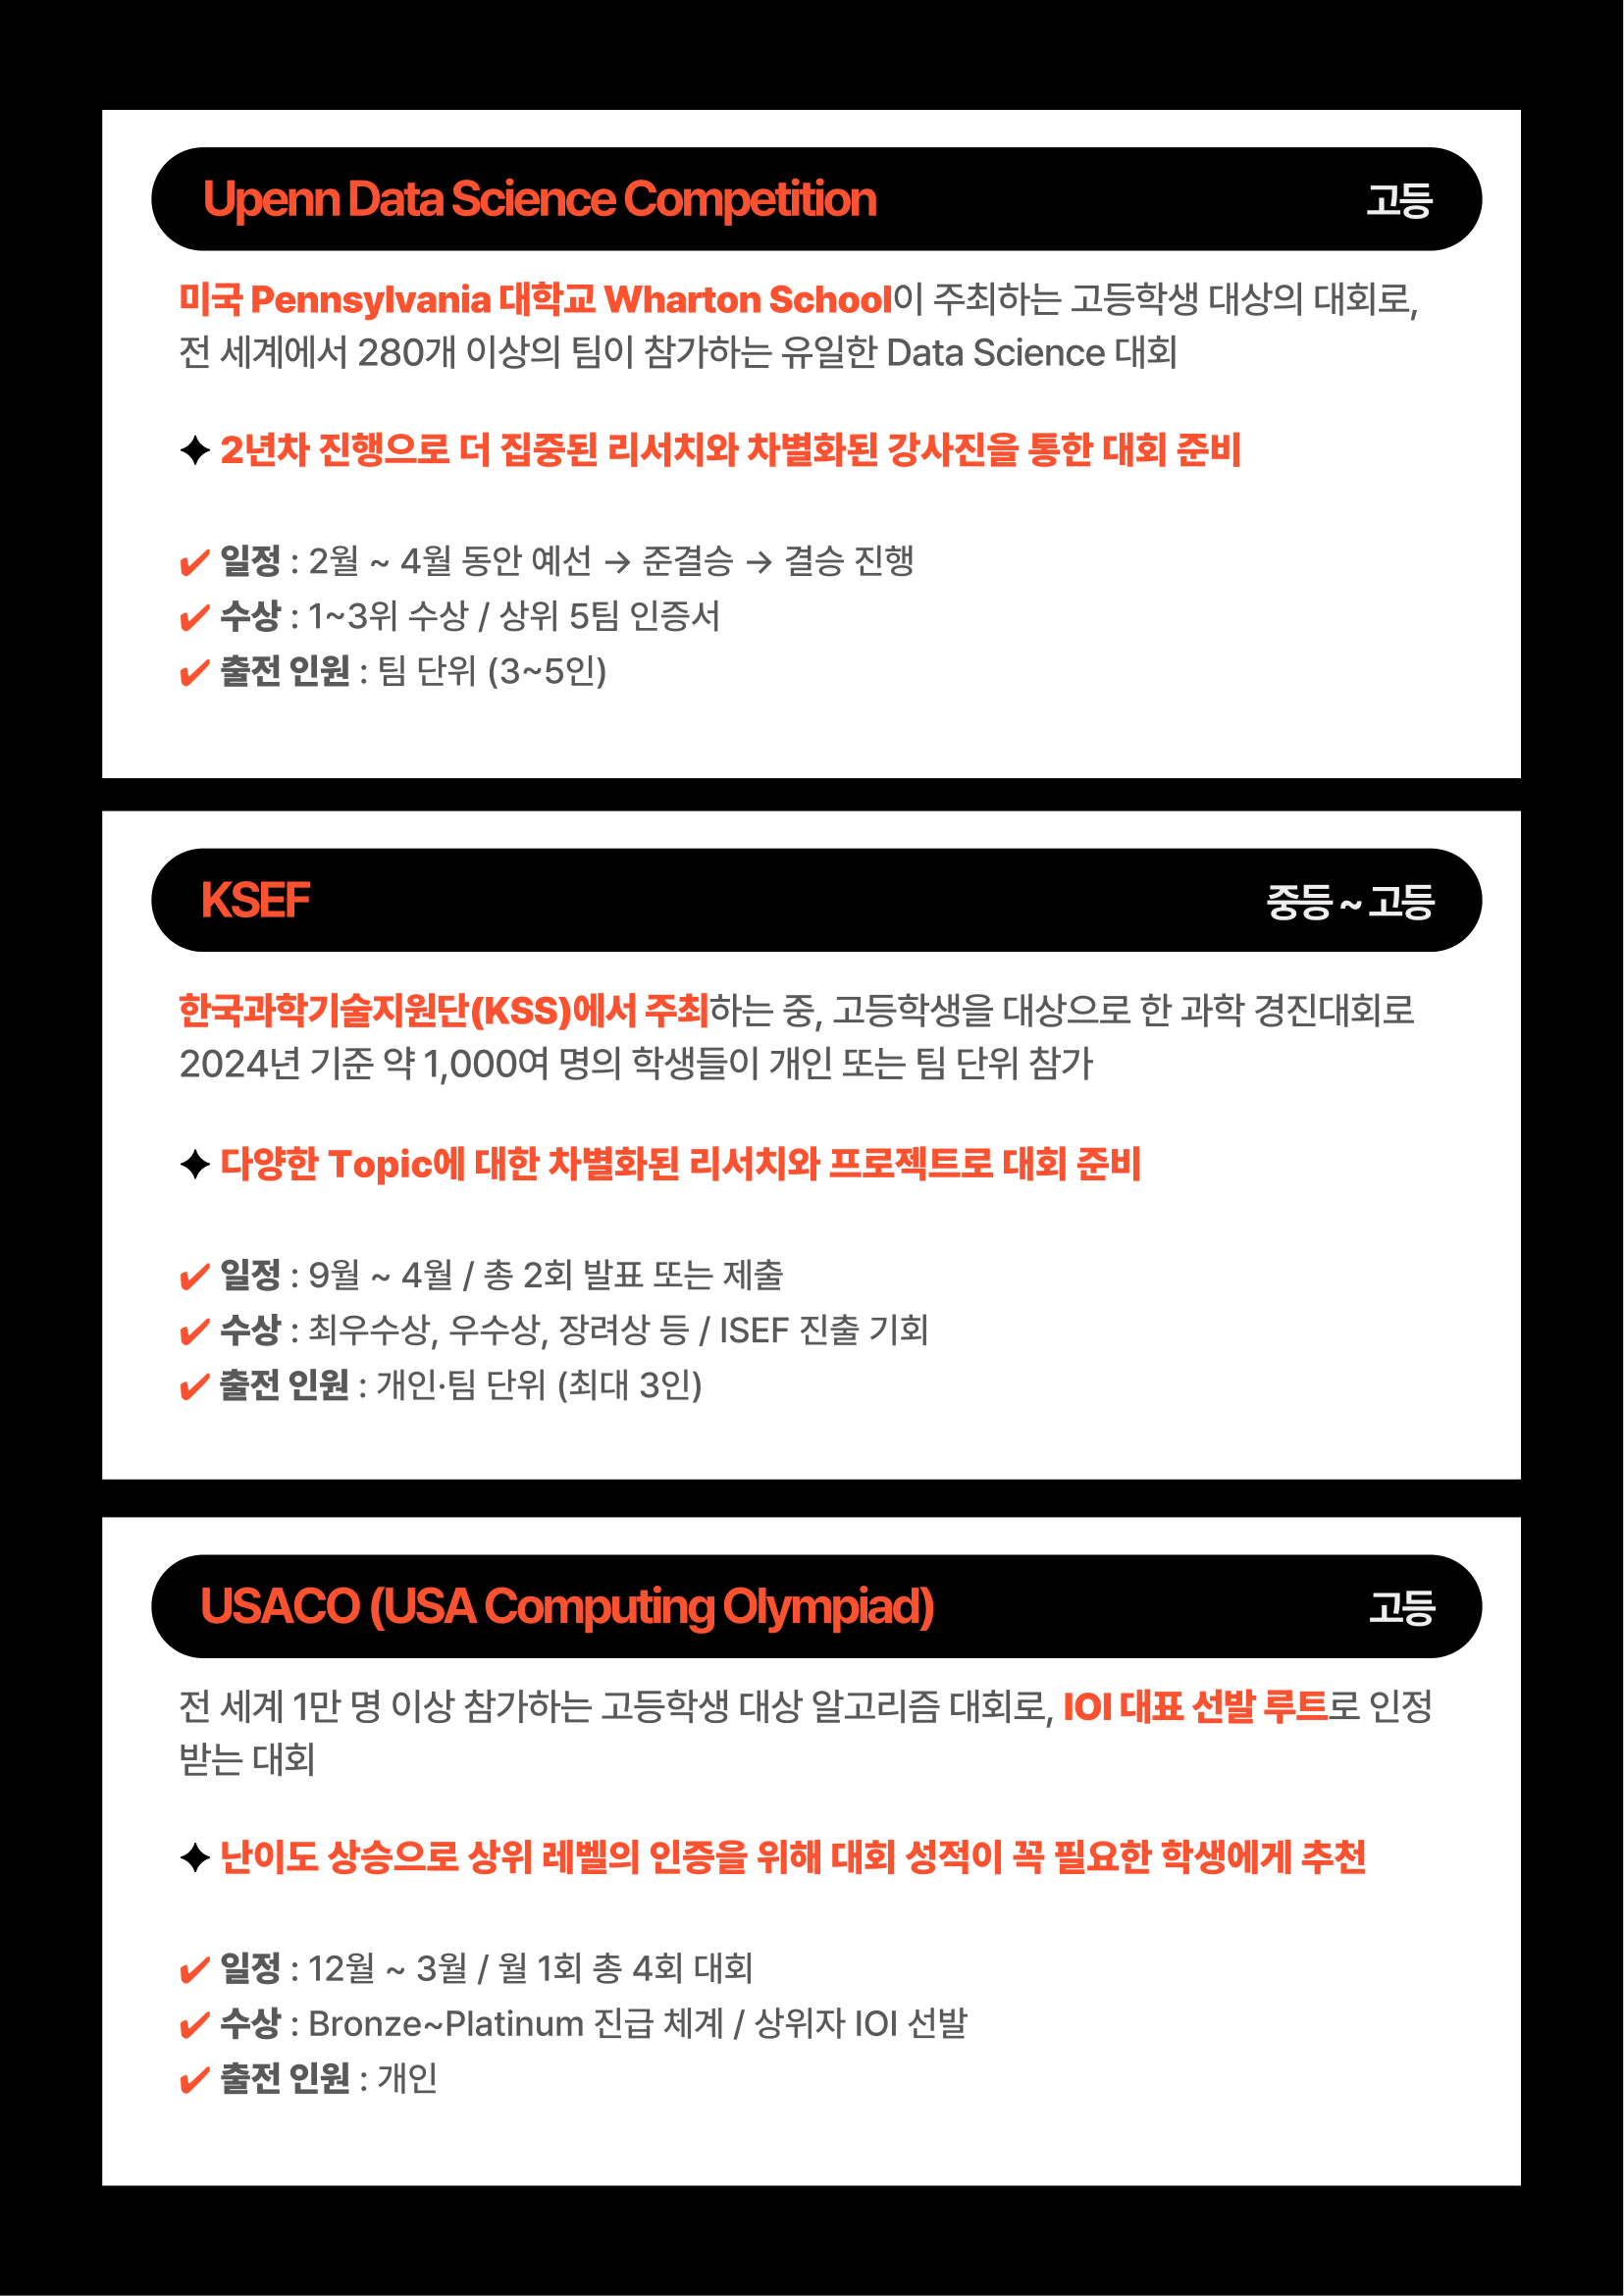 Upenn Data Science Competition 고등
미국 Pennsylvania 대학교 Wharton School이 주최하는 고등학생 대상의 대회로,
전 세계에서 280개 이상의 팀이 참가하는 유일한 Data Science 대회
✦ 2년차 진행으로 더 집중된 리서치와 차별화된 강사진을 통한 대회 준비
✔ 일정 : 2월 ~ 4월 동안 예선 → 준결승 → 결승 진행
✔ 수상 : 1~3위 수상 / 상위 5팀 인증서
✔ 출전 인원 : 팀 단위 (3~5인)
KSEF 중등 ~ 고등
한국과학기술지원단(KSS)에서 주최하는 중, 고등학생을 대상으로 한 과학 경진대회로
2024년 기준 약 1,000여 명의 학생들이 개인 또는 팀 단위 참가
✦ 다양한 Topic에 대한 차별화된 리서치와 프로젝트로 대회 준비
✔ 일정 : 9월 ~ 4월 / 총 2회 발표 또는 제출
✔ 수상 : 최우수상, 우수상, 장려상 등 / ISEF 진출 기회
✔ 출전 인원 : 개인·팀 단위 (최대 3인)
USACO (USA Computing Olympiad) 고등
전 세계 1만 명 이상 참가하는 고등학생 대상 알고리즘 대회로, IOI 대표 선발 루트로 인정
받는 대회
✦ 난이도 상승으로 상위 레벨의 인증을 위해 대회 성적이 꼭 필요한 학생에게 추천
✔ 일정 : 12월 ~ 3월 / 월 1회 총 4회 대회
✔ 수상 : Bronze~Platinum 진급 체계 / 상위자 IOI 선발
✔ 출전 인원 : 개인